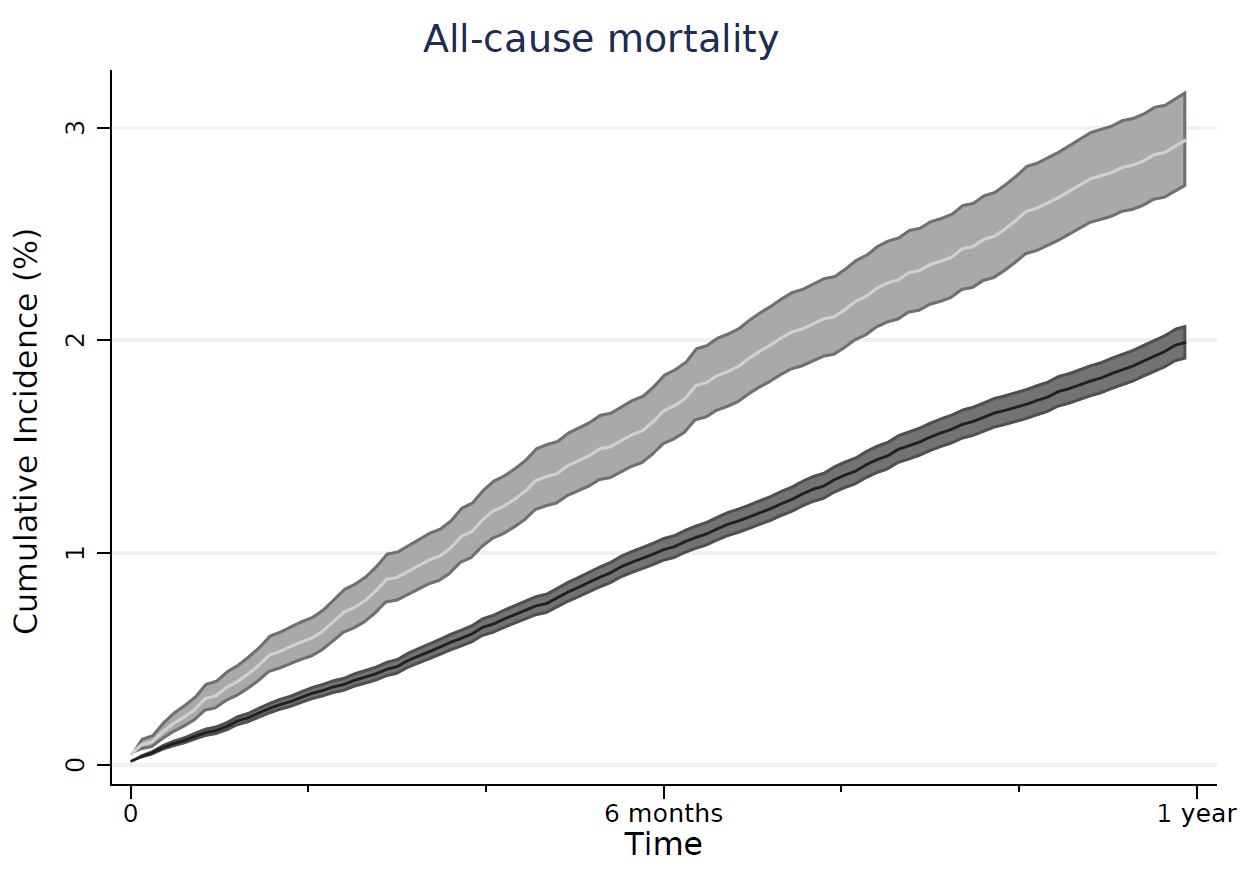 All-cause mortality
Cumulative Incidence (%)
3
2
1
0
0 6 months 1 year
Time